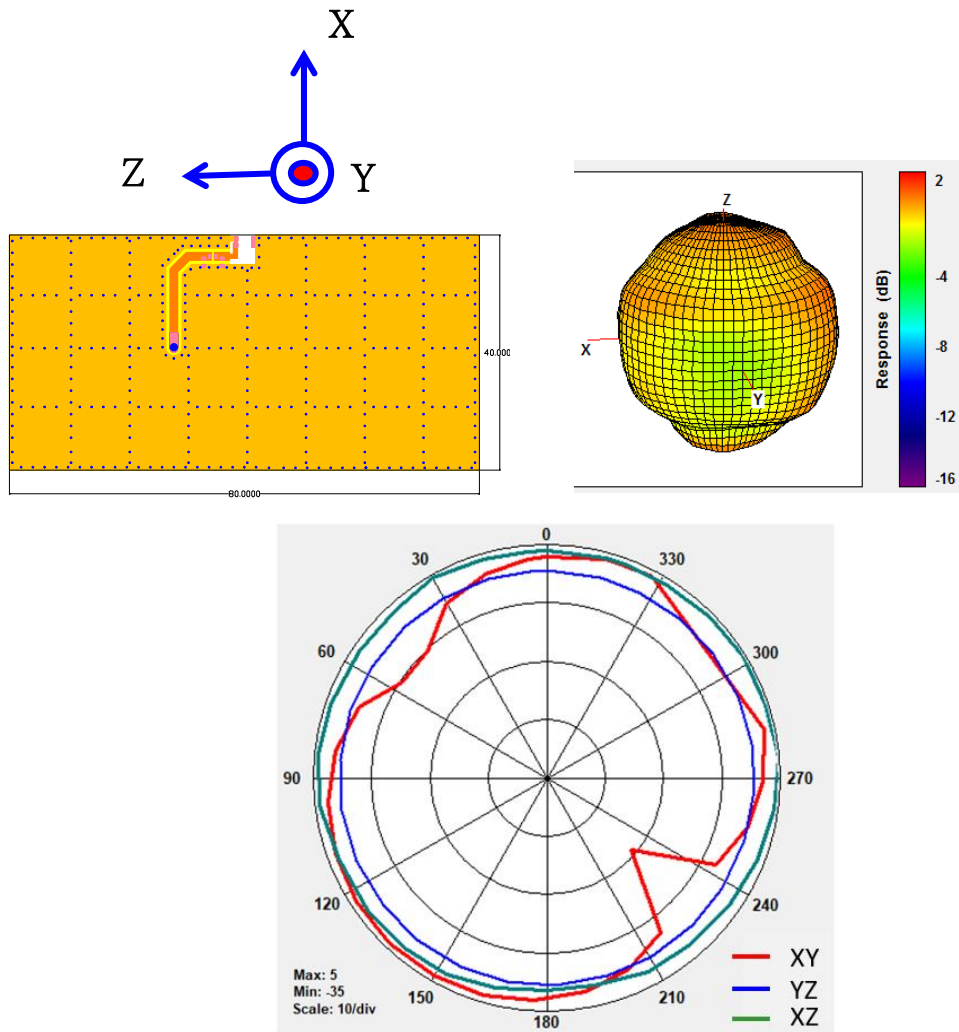 X
Z
Y
40.000
80.0000
Z
X
Y
2
-4
-8
-12
-16
Response (dB)
0
30
330
60
300
90
270
120
240
150
210
180
Max: 5
Min: -35
Scale: 10/div
XY
YZ
XZ